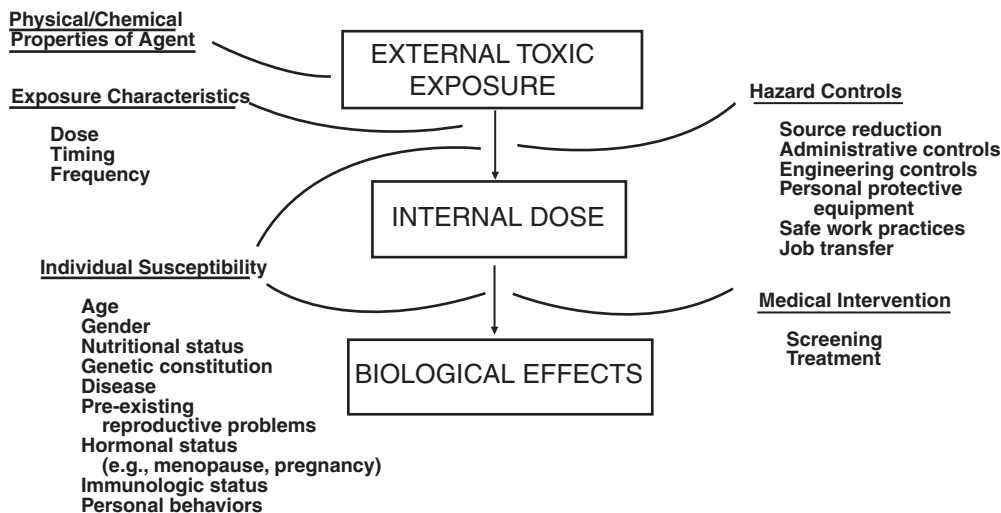 Physical/Chemical
Properties of Agent
EXTERNAL TOXIC
EXPOSURE
Exposure Characteristics
Dose
Timing
Frequency
Hazard Controls
Source reduction
Administrative controls
Engineering controls
Personal protective
equipment
Safe work practices
Job transfer
INTERNAL DOSE
Individual Susceptibility
Age
Gender
Nutritional status
Genetic constitution
Disease
Pre-existing
reproductive problems
Hormonal status
(e.g., menopause, pregnancy)
Immunologic status
Personal behaviors
Medical Intervention
Screening
Treatment
BIOLOGICAL EFFECTS